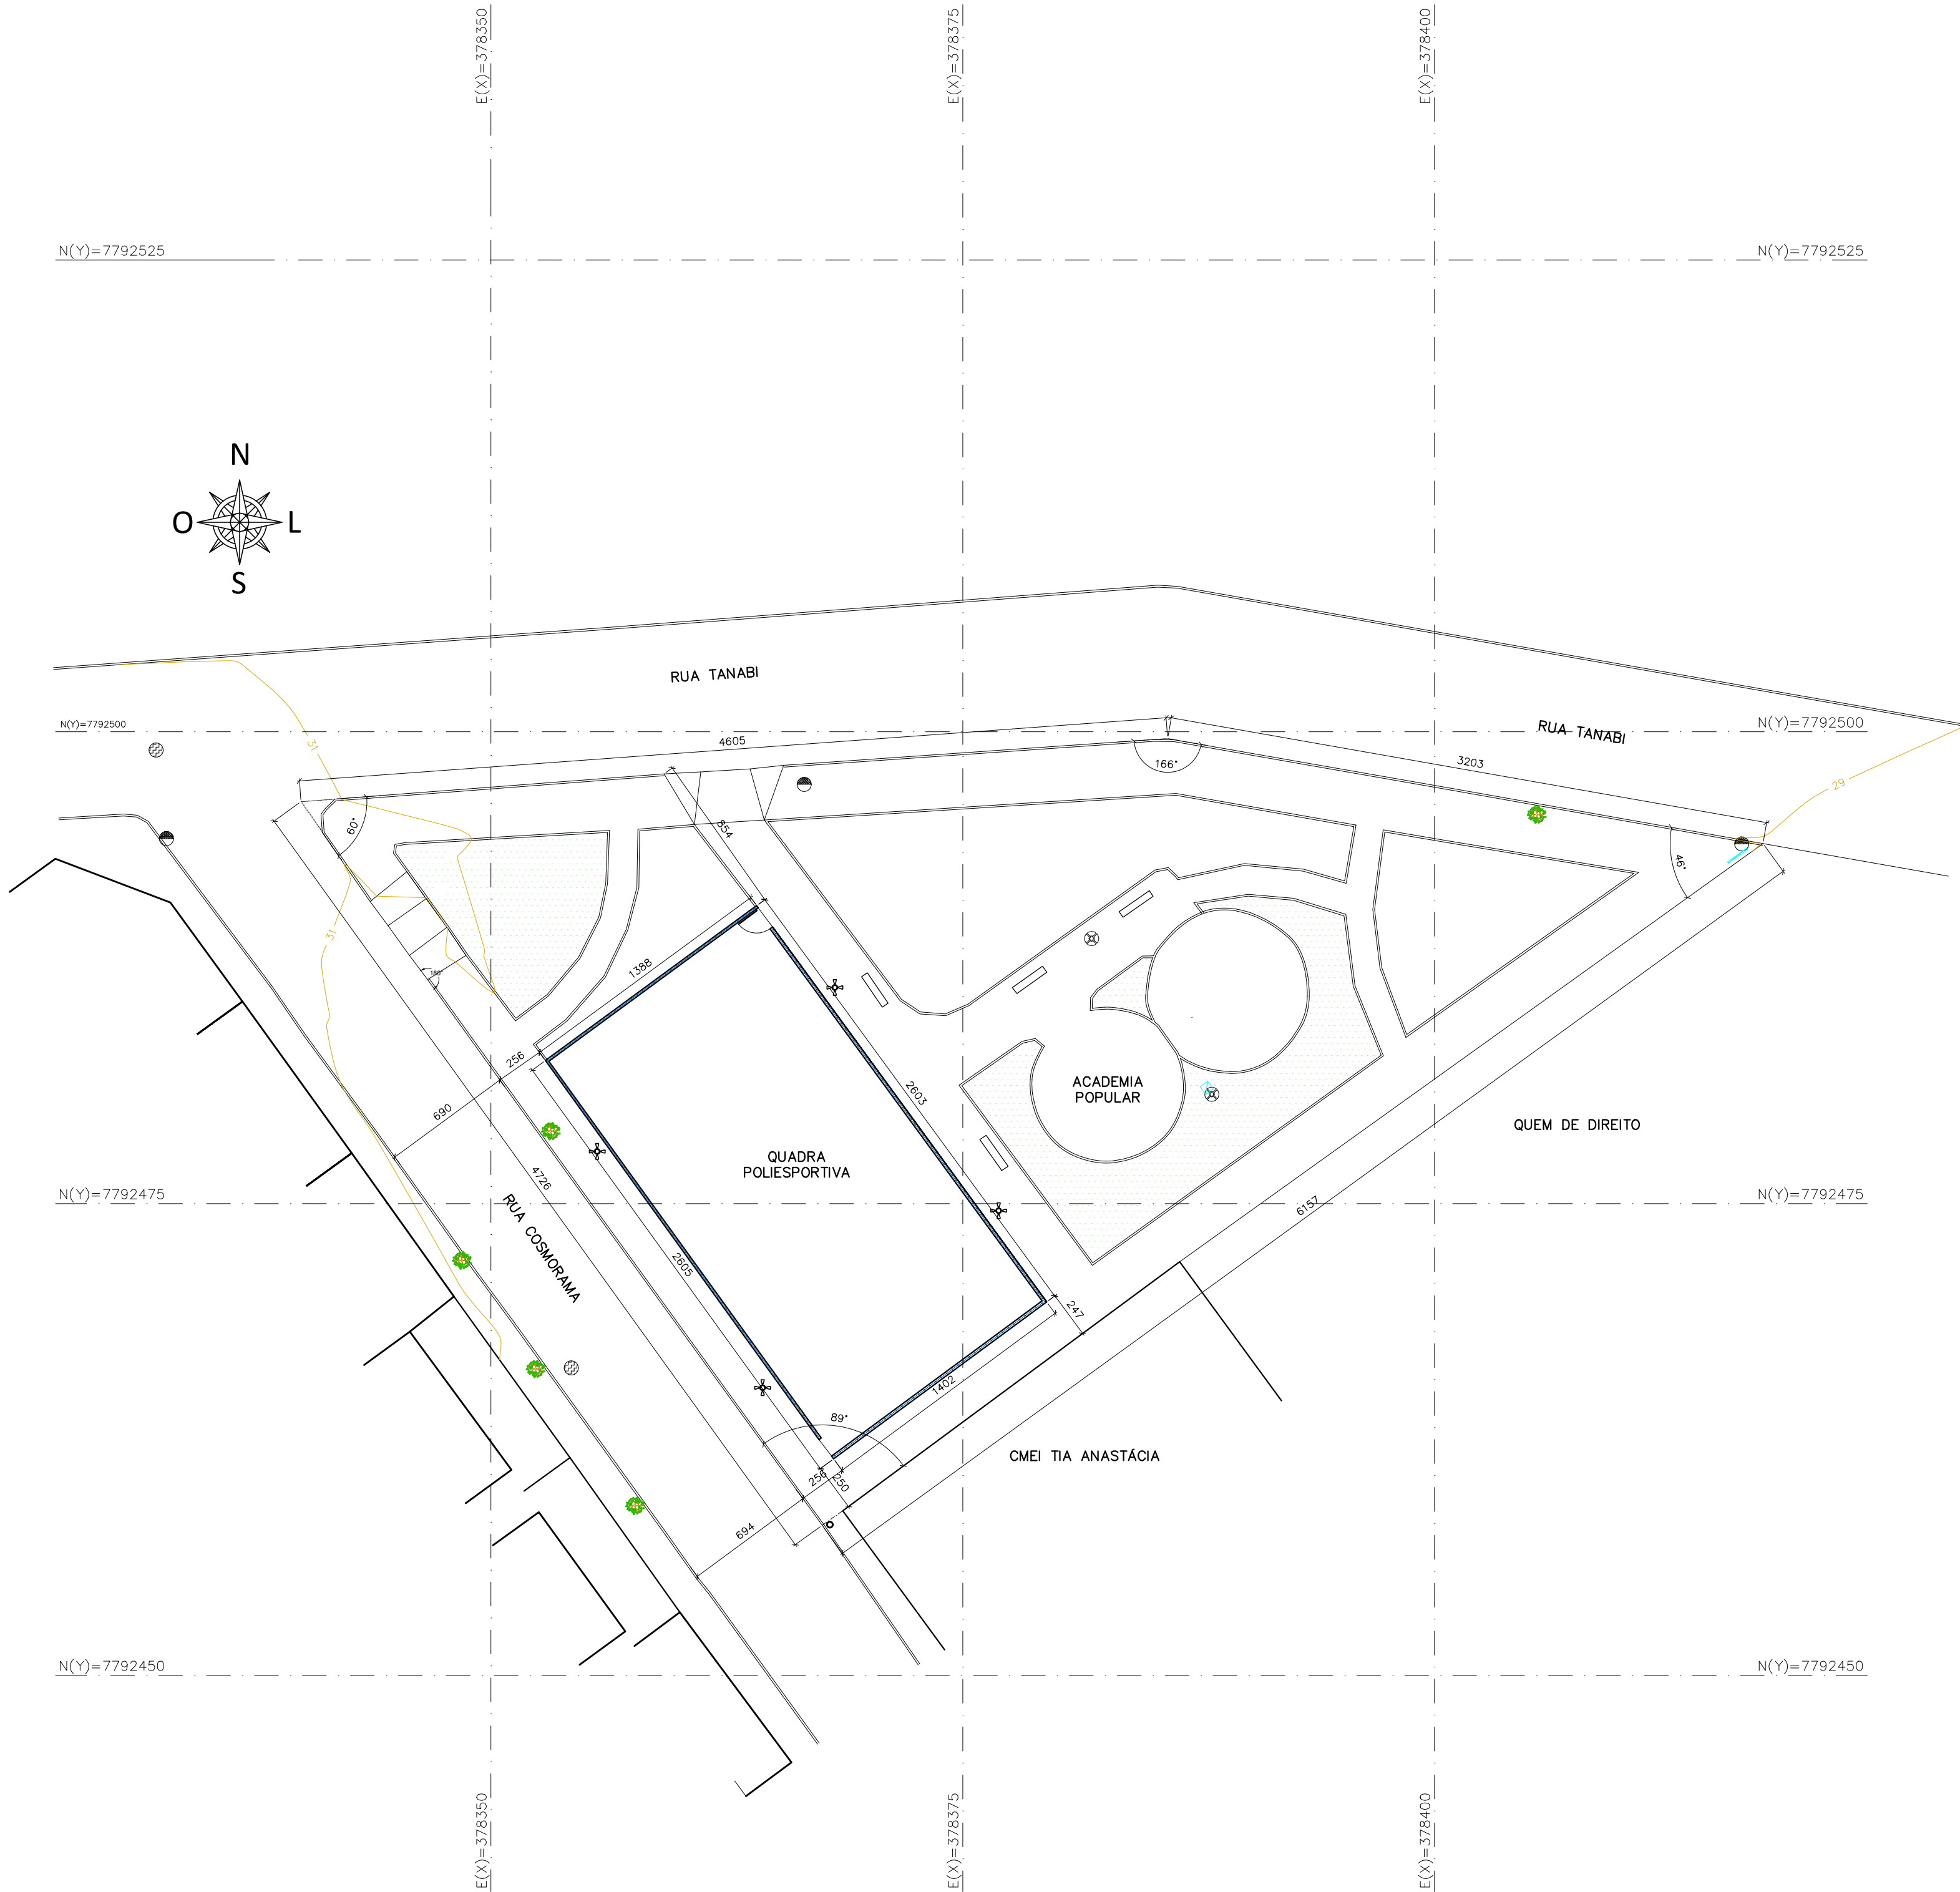 E(X)=378350
E(X)=378375
E(X)=378400
N(Y)=7792525
N(Y)=7792525
N
O
L
S
RUA TANABI
N(Y)=7792500
RUA TANABI
N(Y)=7792500
31
4605
3203
166°
29
60°
854
46°
31
180°
1388
256
690
2603
ACADEMIA
POPULAR
QUEM DE DIREITO
QUADRA
POLIESPORTIVA
4726
N(Y)=7792475
N(Y)=7792475
RUA COSMORAMA
6157
2605
247
1402
89°
CMEI TIA ANASTÁCIA
256
250
694
N(Y)=7792450
N(Y)=7792450
E(X)=378350
E(X)=378375
E(X)=378400